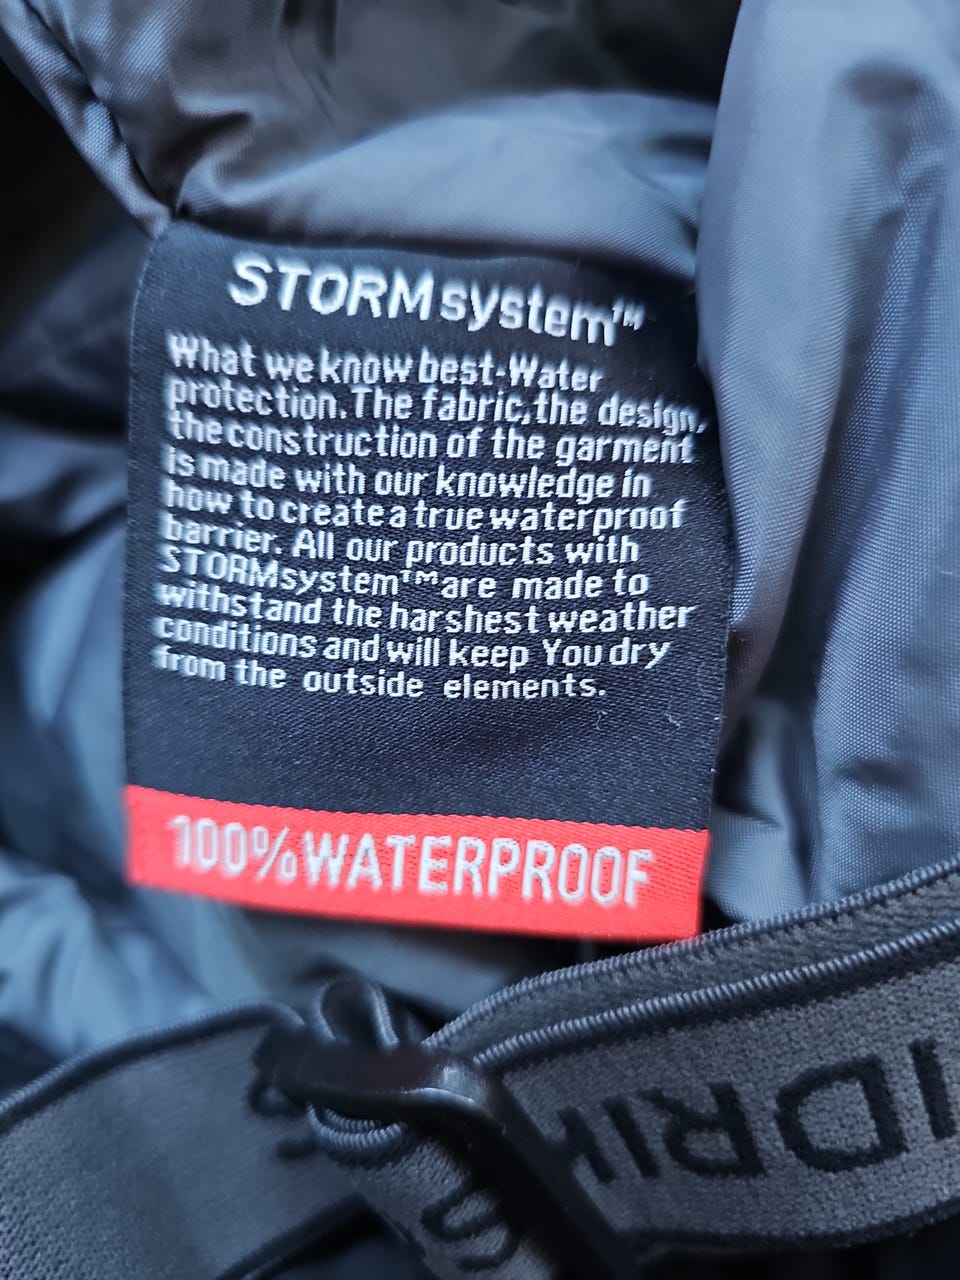 STORMsystem™
What we know best-Water
protection. The fabric, the design,
the construction of the garment
is made with our knowledge in
how to create a true waterproof
barrier. All our products with
STORMsystem™ are made to
withstand the harshest weather
conditions and will keep You dry
from the outside elements.
100% WATERPROOF